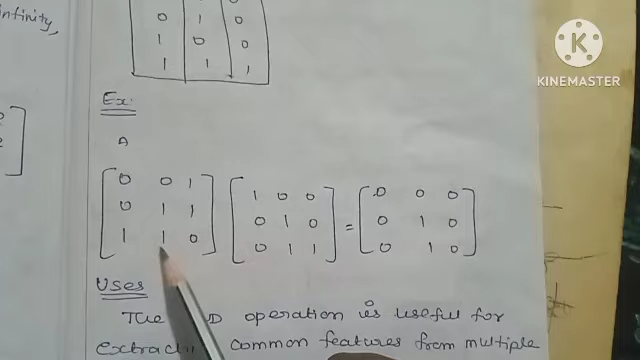 infinity,
0 1 0
1 0 0
1 1 1
K
KINEMASTER
Ex:
A
0 0 1 1 0 0 0 0 0
0 1 1 0 1 0 = 0 1 0
1 1 0 0 1 1 0 1 0
Uses
The D operation is useful for
common features from multiple